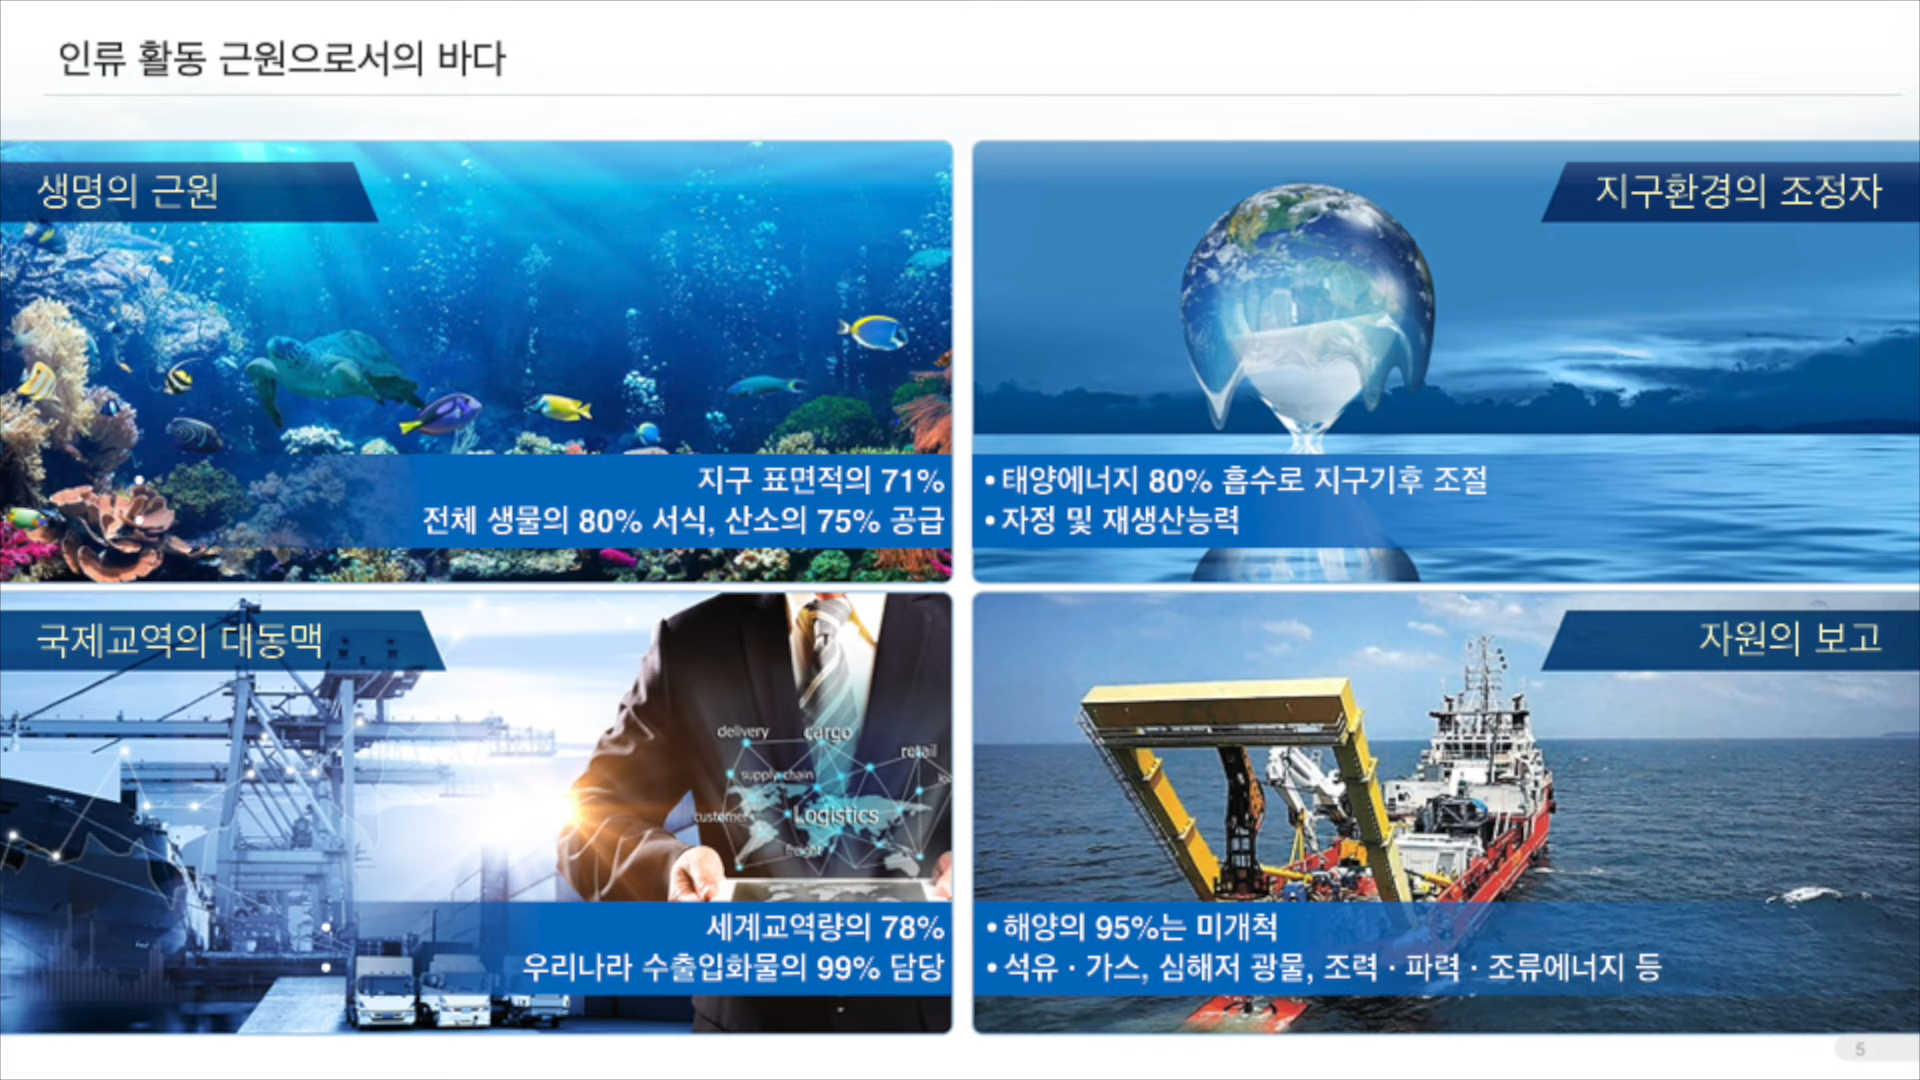 인류 활동 근원으로서의 바다
생명의 근원
• 지구 표면적의 71%
• 전체 생물의 80% 서식, 산소의 75% 공급
지구환경의 조정자
• 태양에너지 80% 흡수로 지구기후 조절
• 자정 및 재생산능력
국제교역의 대동맥
delivery
cargo
retail
supply chain
customer
Logistics
freight
• 세계교역량의 78%
• 우리나라 수출입화물의 99% 담당
자원의 보고
• 해양의 95%는 미개척
• 석유 · 가스, 심해저 광물, 조력 · 파력 · 조류에너지 등
5